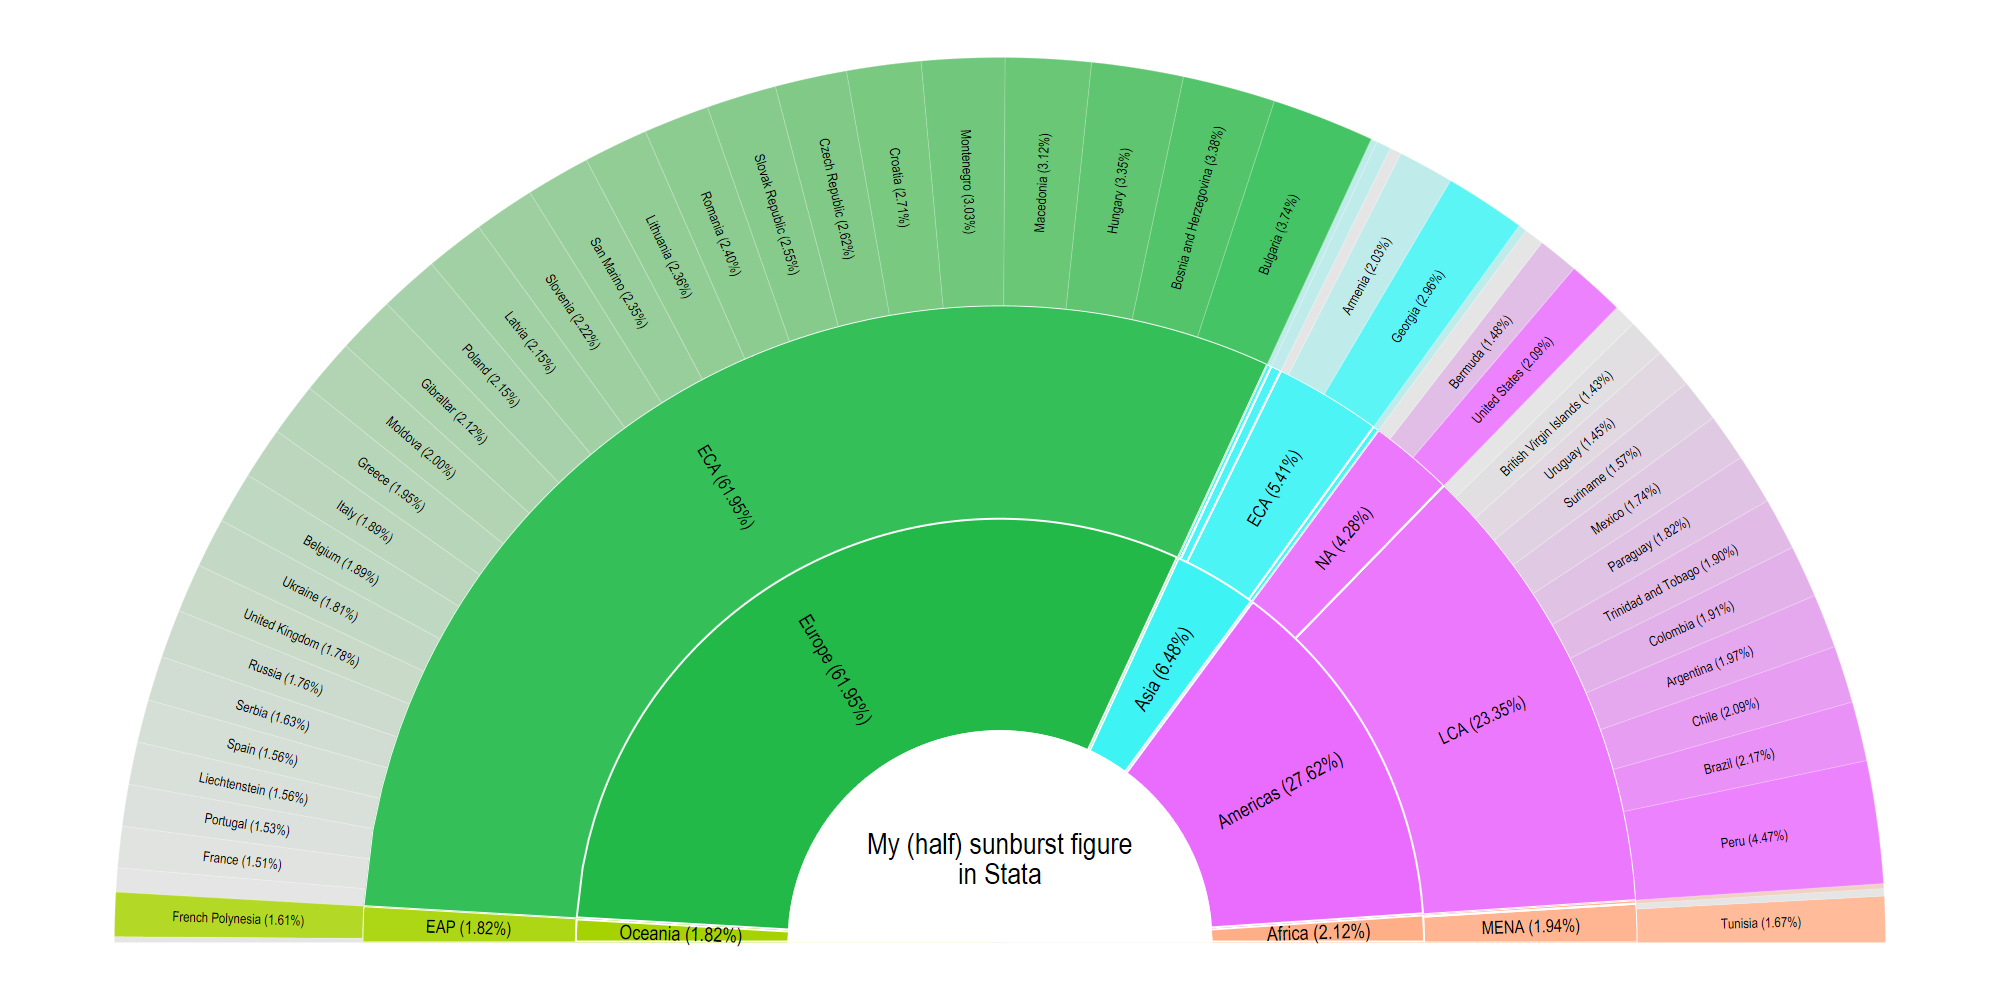 My (half) sunburst figure
in Stata
Oceania (1.82%)
Europe (61.95%)
Asia (6.48%)
Americas (27.62%)
Africa (2.12%)
EAP (1.82%)
ECA (61.95%)
ECA (5.41%)
NA (4.28%)
LCA (23.35%)
MENA (1.94%)
French Polynesia (1.61%)
France (1.51%)
Portugal (1.53%)
Liechtenstein (1.56%)
Spain (1.56%)
Serbia (1.63%)
Russia (1.76%)
United Kingdom (1.78%)
Ukraine (1.81%)
Belgium (1.89%)
Italy (1.89%)
Greece (1.95%)
Moldova (2.00%)
Gibraltar (2.12%)
Poland (2.15%)
Latvia (2.15%)
Slovenia (2.22%)
San Marino (2.35%)
Lithuania (2.36%)
Romania (2.40%)
Slovak Republic (2.55%)
Czech Republic (2.62%)
Croatia (2.71%)
Montenegro (3.03%)
Macedonia (3.12%)
Hungary (3.35%)
Bosnia and Herzegovina (3.38%)
Bulgaria (3.74%)
Armenia (2.03%)
Georgia (2.96%)
Bermuda (1.48%)
United States (2.09%)
British Virgin Islands (1.43%)
Uruguay (1.45%)
Suriname (1.57%)
Mexico (1.74%)
Paraguay (1.82%)
Trinidad and Tobago (1.90%)
Colombia (1.91%)
Argentina (1.97%)
Chile (2.09%)
Brazil (2.17%)
Peru (4.47%)
Tunisia (1.67%)